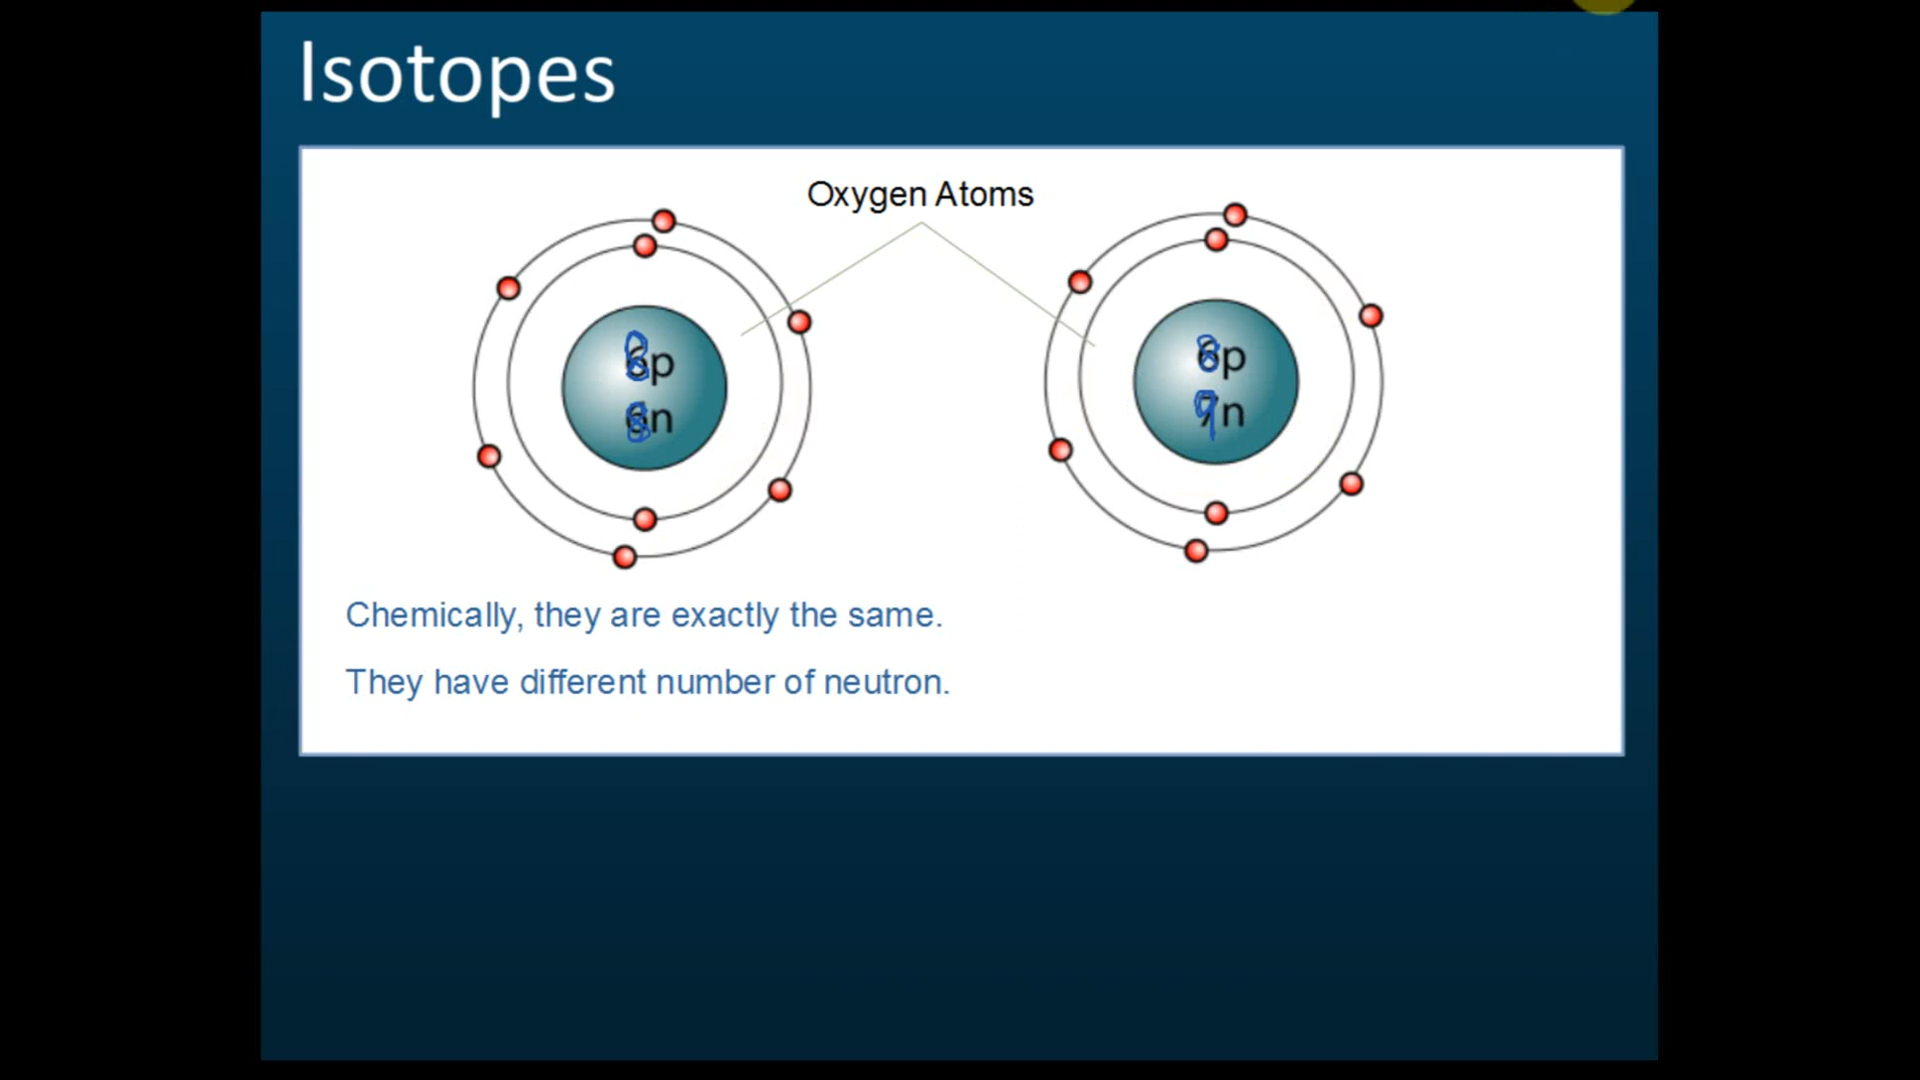 Isotopes
Oxygen Atoms
8p
8n
8p
9n
Chemically, they are exactly the same.
They have different number of neutron.